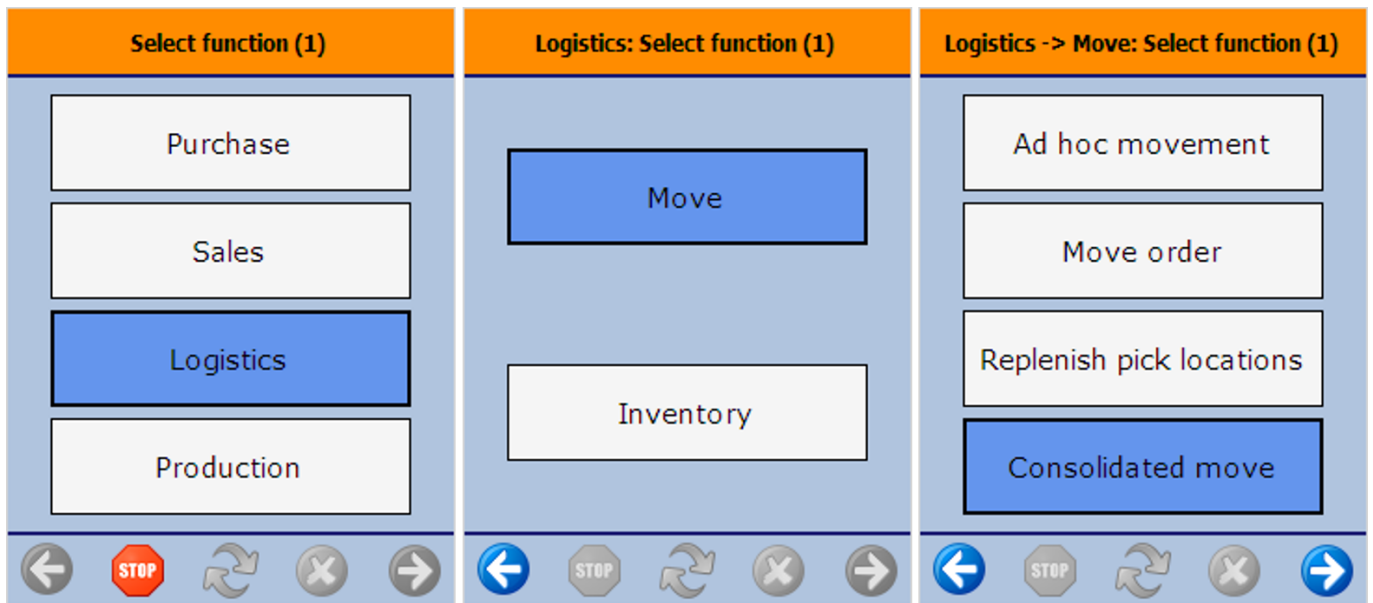 Select function (1)
Purchase
Sales
Logistics
Production
STOP
Logistics: Select function (1)
Move
Inventory
STOP
Logistics -> Move: Select function (1)
Ad hoc movement
Move order
Replenish pick locations
Consolidated move
STOP